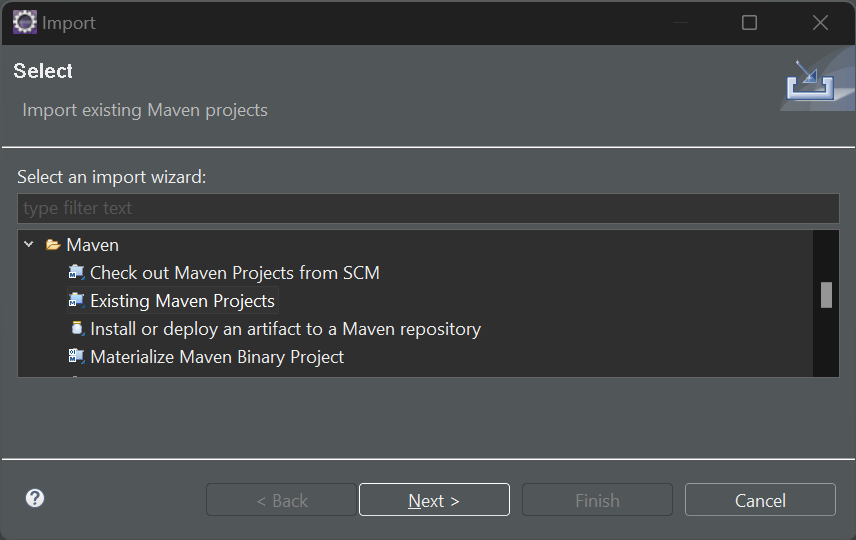 Import
Select
Import existing Maven projects
Select an import wizard:
type filter text
Maven
Check out Maven Projects from SCM
Existing Maven Projects
Install or deploy an artifact to a Maven repository
Materialize Maven Binary Project
< Back
Next >
Finish
Cancel